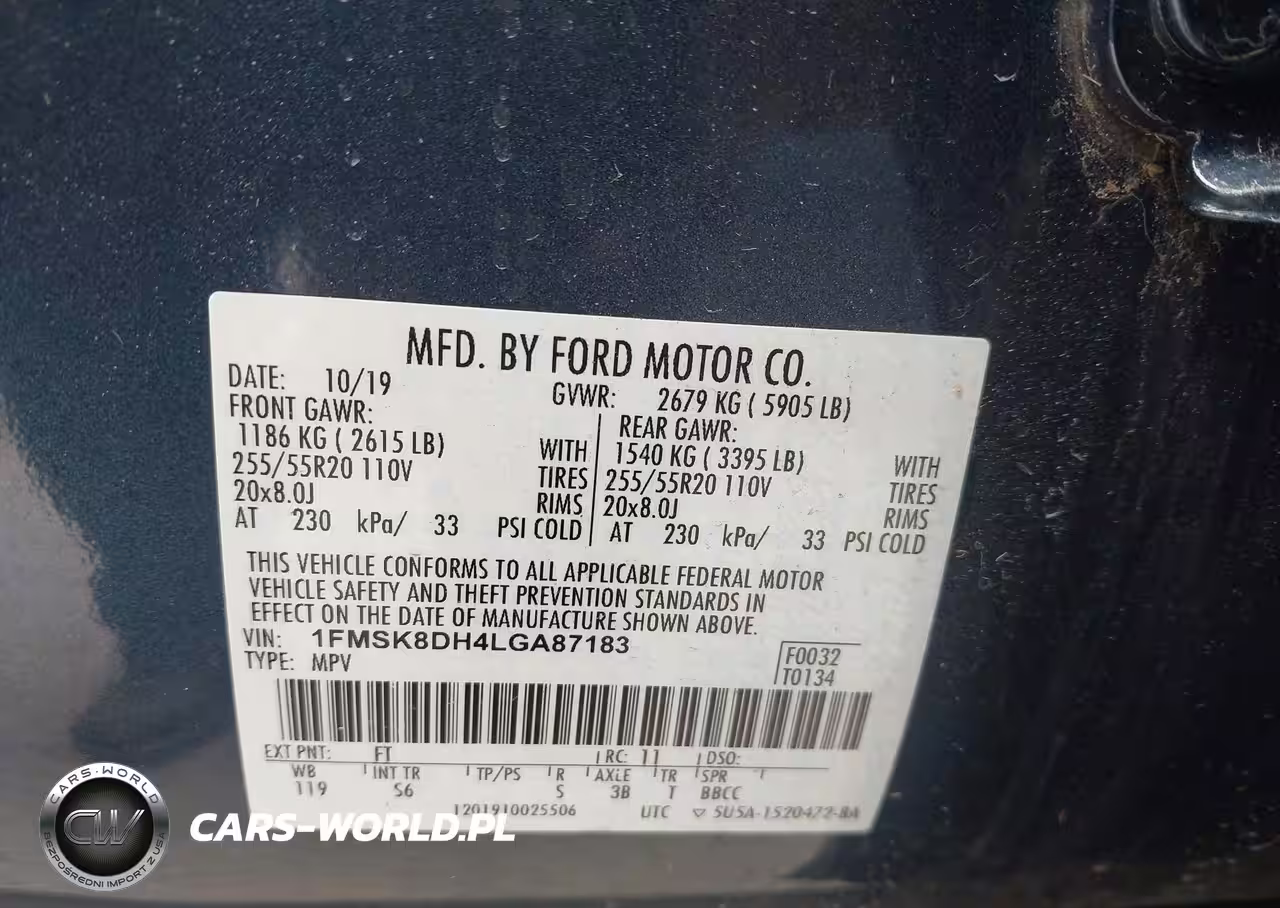 MFD. BY FORD MOTOR CO.
DATE: 10/19
GVWR: 2679 KG ( 5905 LB)
FRONT GAWR:
1186 KG ( 2615 LB) WITH
255/55R20 110V TIRES
20x8.0J RIMS
AT 230 kPa/ 33 PSI COLD
REAR GAWR:
1540 KG ( 3395 LB) WITH
255/55R20 110V TIRES
20x8.0J RIMS
AT 230 kPa/ 33 PSI COLD
THIS VEHICLE CONFORMS TO ALL APPLICABLE FEDERAL MOTOR
VEHICLE SAFETY AND THEFT PREVENTION STANDARDS IN
EFFECT ON THE DATE OF MANUFACTURE SHOWN ABOVE.
VIN: 1FMSK8DH4LGA87183
TYPE: MPV
F0032
T0134
EXT PNT: FT RC: 11 DSO:
WB INT TR TP/PS R AXLE TR SPR
119 S6 S 3B T BBCC
1201910025506 UTC ▽ 5U5A-1520472-BA
CARS-WORLD
CW
BEZPOŚREDNI IMPORT Z USA
CARS-WORLD.PL